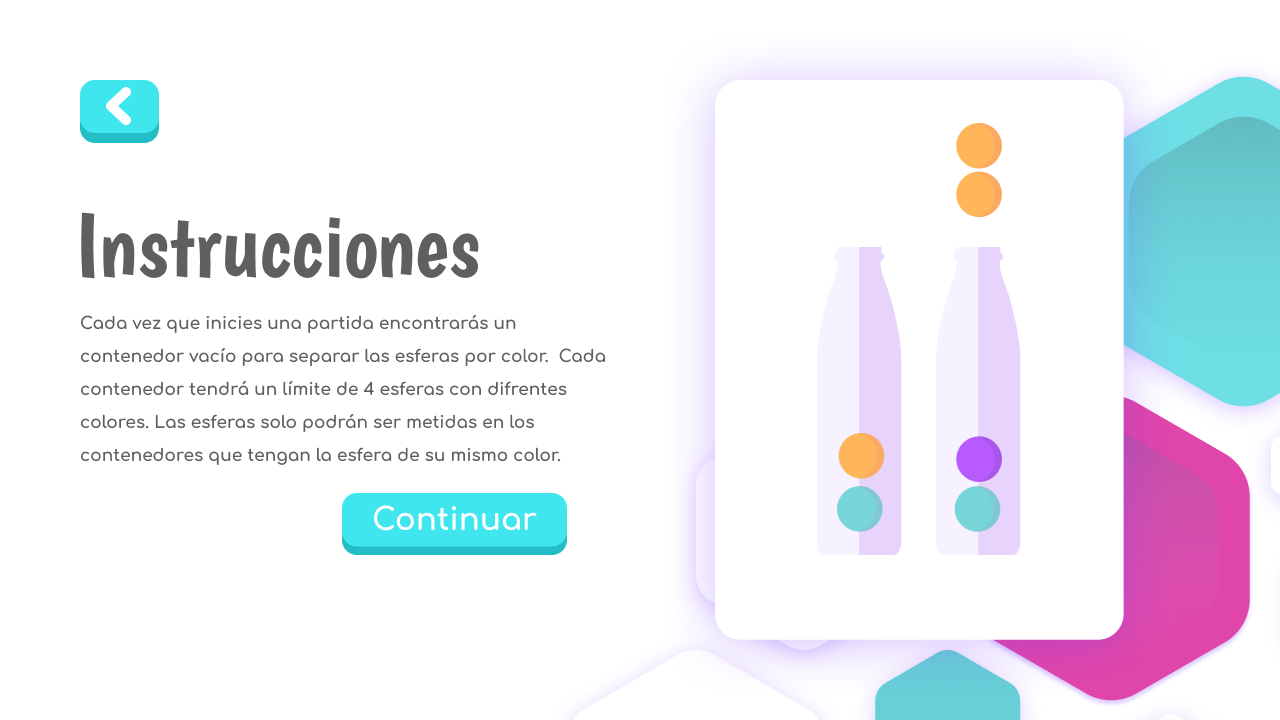 Instrucciones
Cada vez que inicies una partida encontrarás un
contenedor vacío para separar las esferas por color.  Cada
contenedor tendrá un límite de 4 esferas con difrentes
colores. Las esferas solo podrán ser metidas en los
contenedores que tengan la esfera de su mismo color.
Continuar